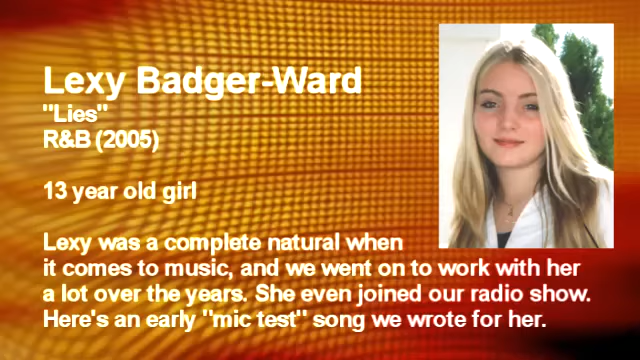 Lexy Badger-Ward
"Lies"
R&B (2005)
13 year old girl
Lexy was a complete natural when
it comes to music, and we went on to work with her
a lot over the years. She even joined our radio show.
Here's an early "mic test" song we wrote for her.